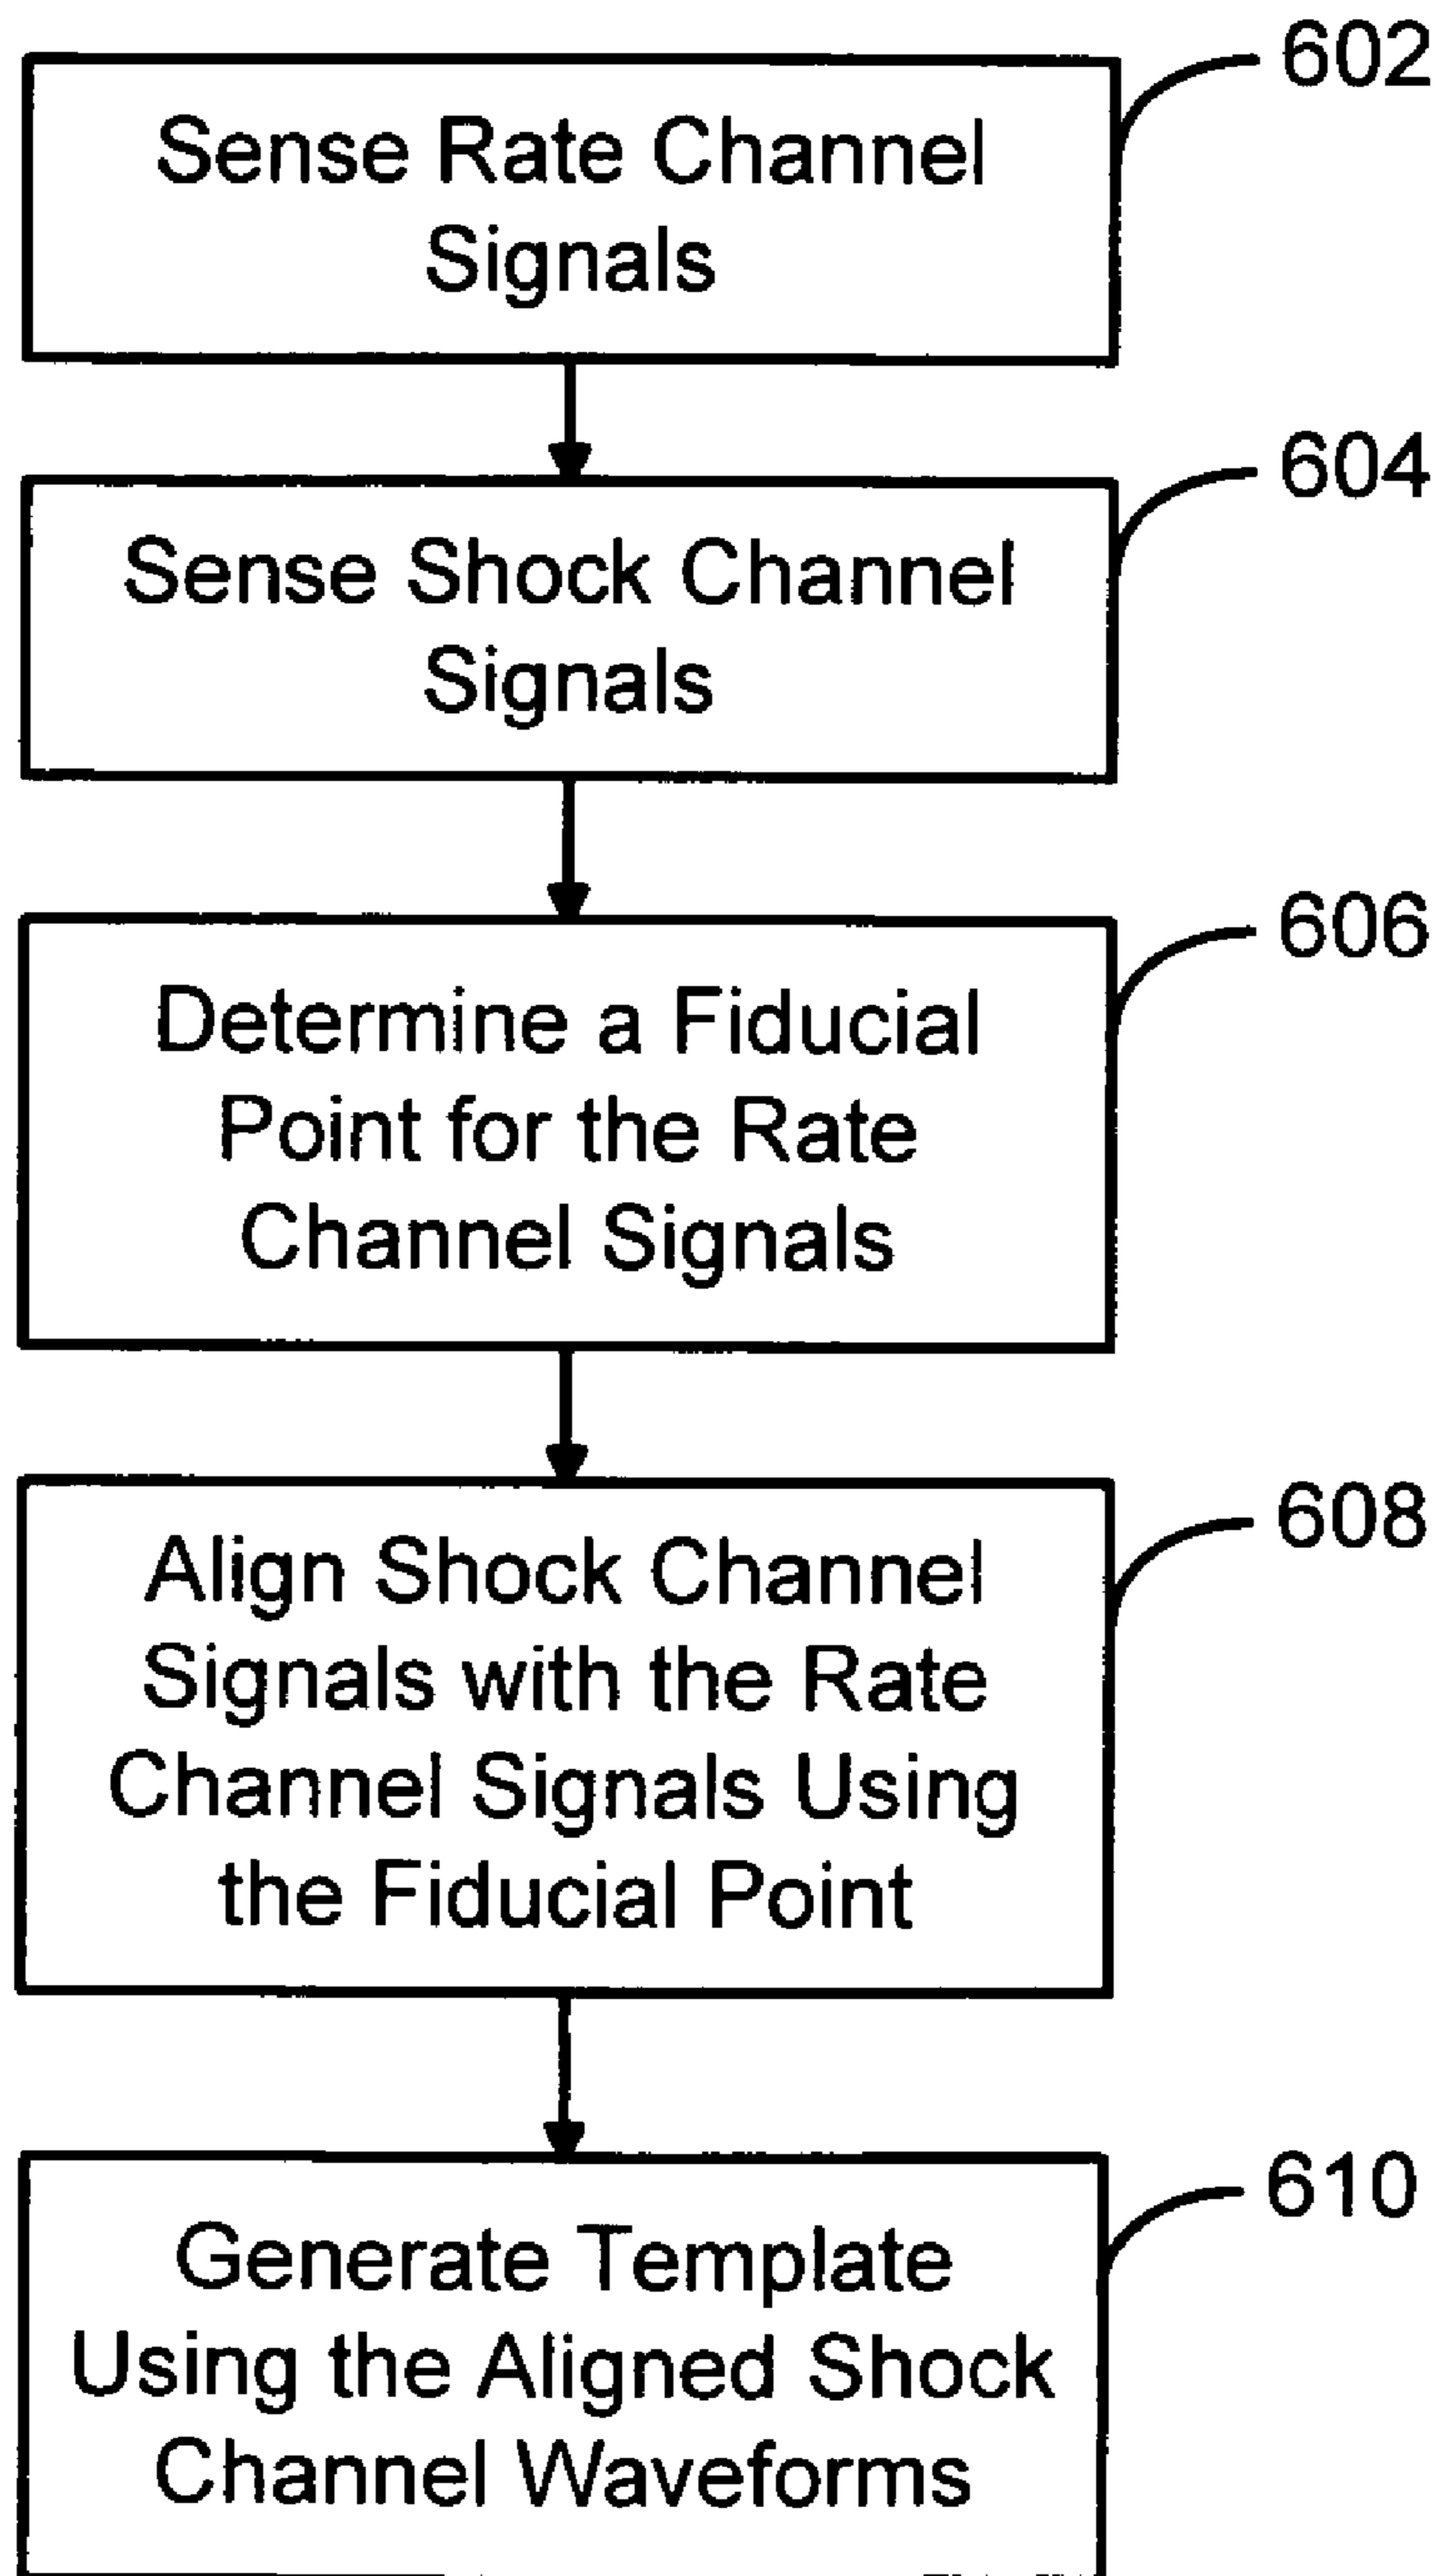 602
Sense Rate Channel
Signals
604
Sense Shock Channel
Signals
606
Determine a Fiducial
Point for the Rate
Channel Signals
608
Align Shock Channel
Signals with the Rate
Channel Signals Using
the Fiducial Point
610
Generate Template
Using the Aligned Shock
Channel Waveforms